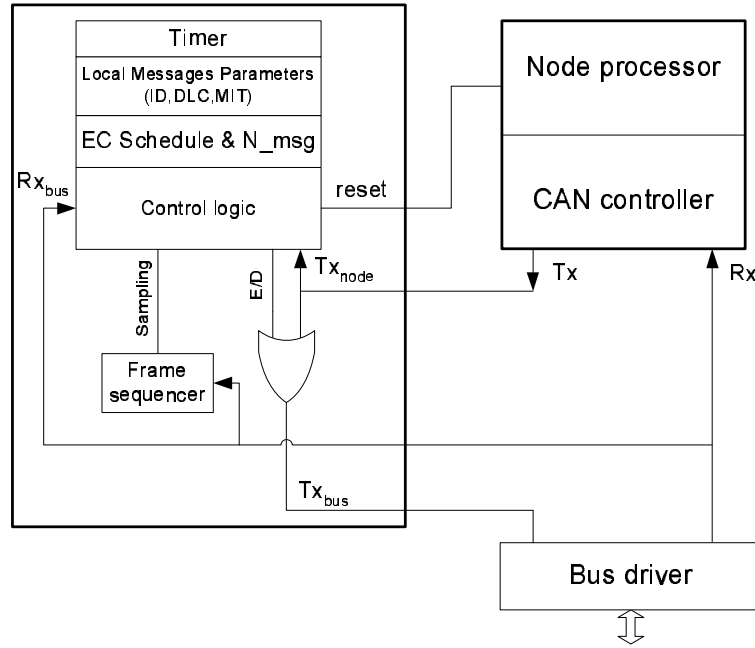 Timer
Local Messages Parameters
(ID,DLC,MIT)
EC Schedule & N_msg
Control logic
Rx_bus
reset
Node processor
CAN controller
Sampling
E/D
Tx_node
Tx
Rx
Frame
sequencer
Tx_bus
Bus driver